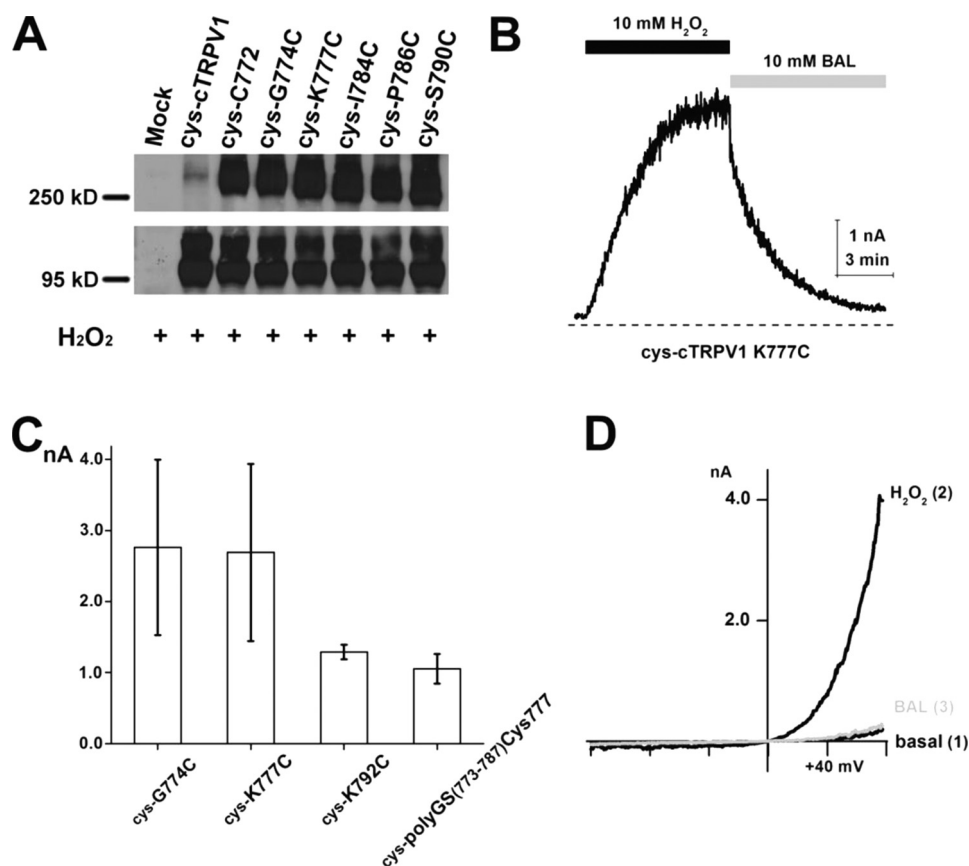 A
Mock
cys-cTRPV1
cys-C772
cys-G774C
cys-K777C
cys-I784C
cys-P786C
cys-S790C
250 kD
95 kD
H2O2 + + + + + + + +
B
10 mM H2O2
10 mM BAL
1 nA
3 min
cys-cTRPV1 K777C
C
nA
4.0
3.0
2.0
1.0
0.0
cys-G774C
cys-K777C
cys-K792C
cys-polyGS(773-787)Cys777
D
nA
4.0
H2O2 (2)
2.0
BAL (3)
basal (1)
+40 mV